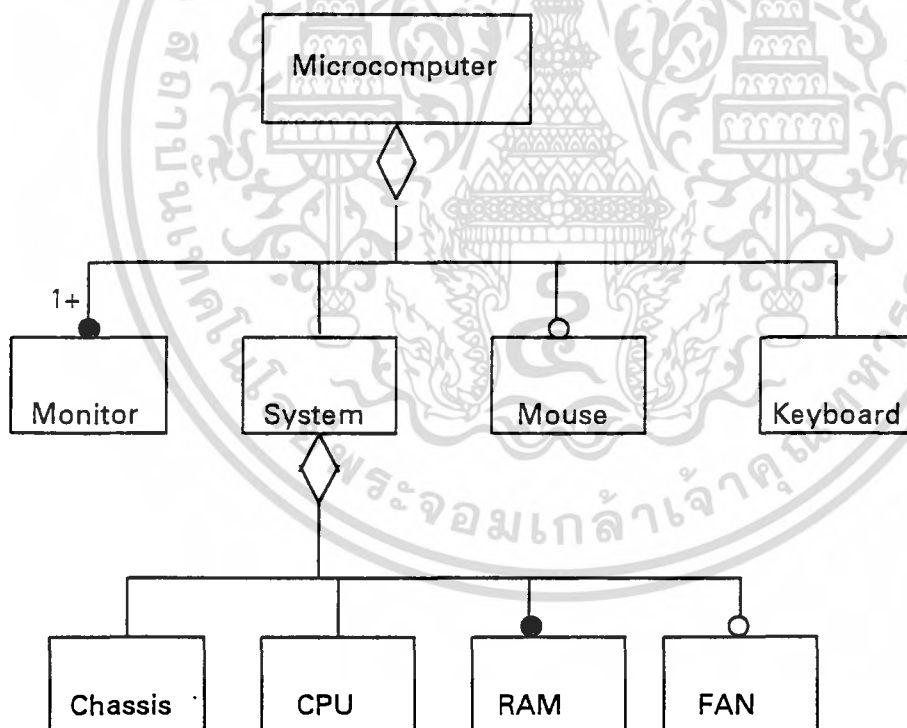 Microcomputer
1+
Monitor
System
Mouse
Keyboard
Chassis
CPU
RAM
FAN